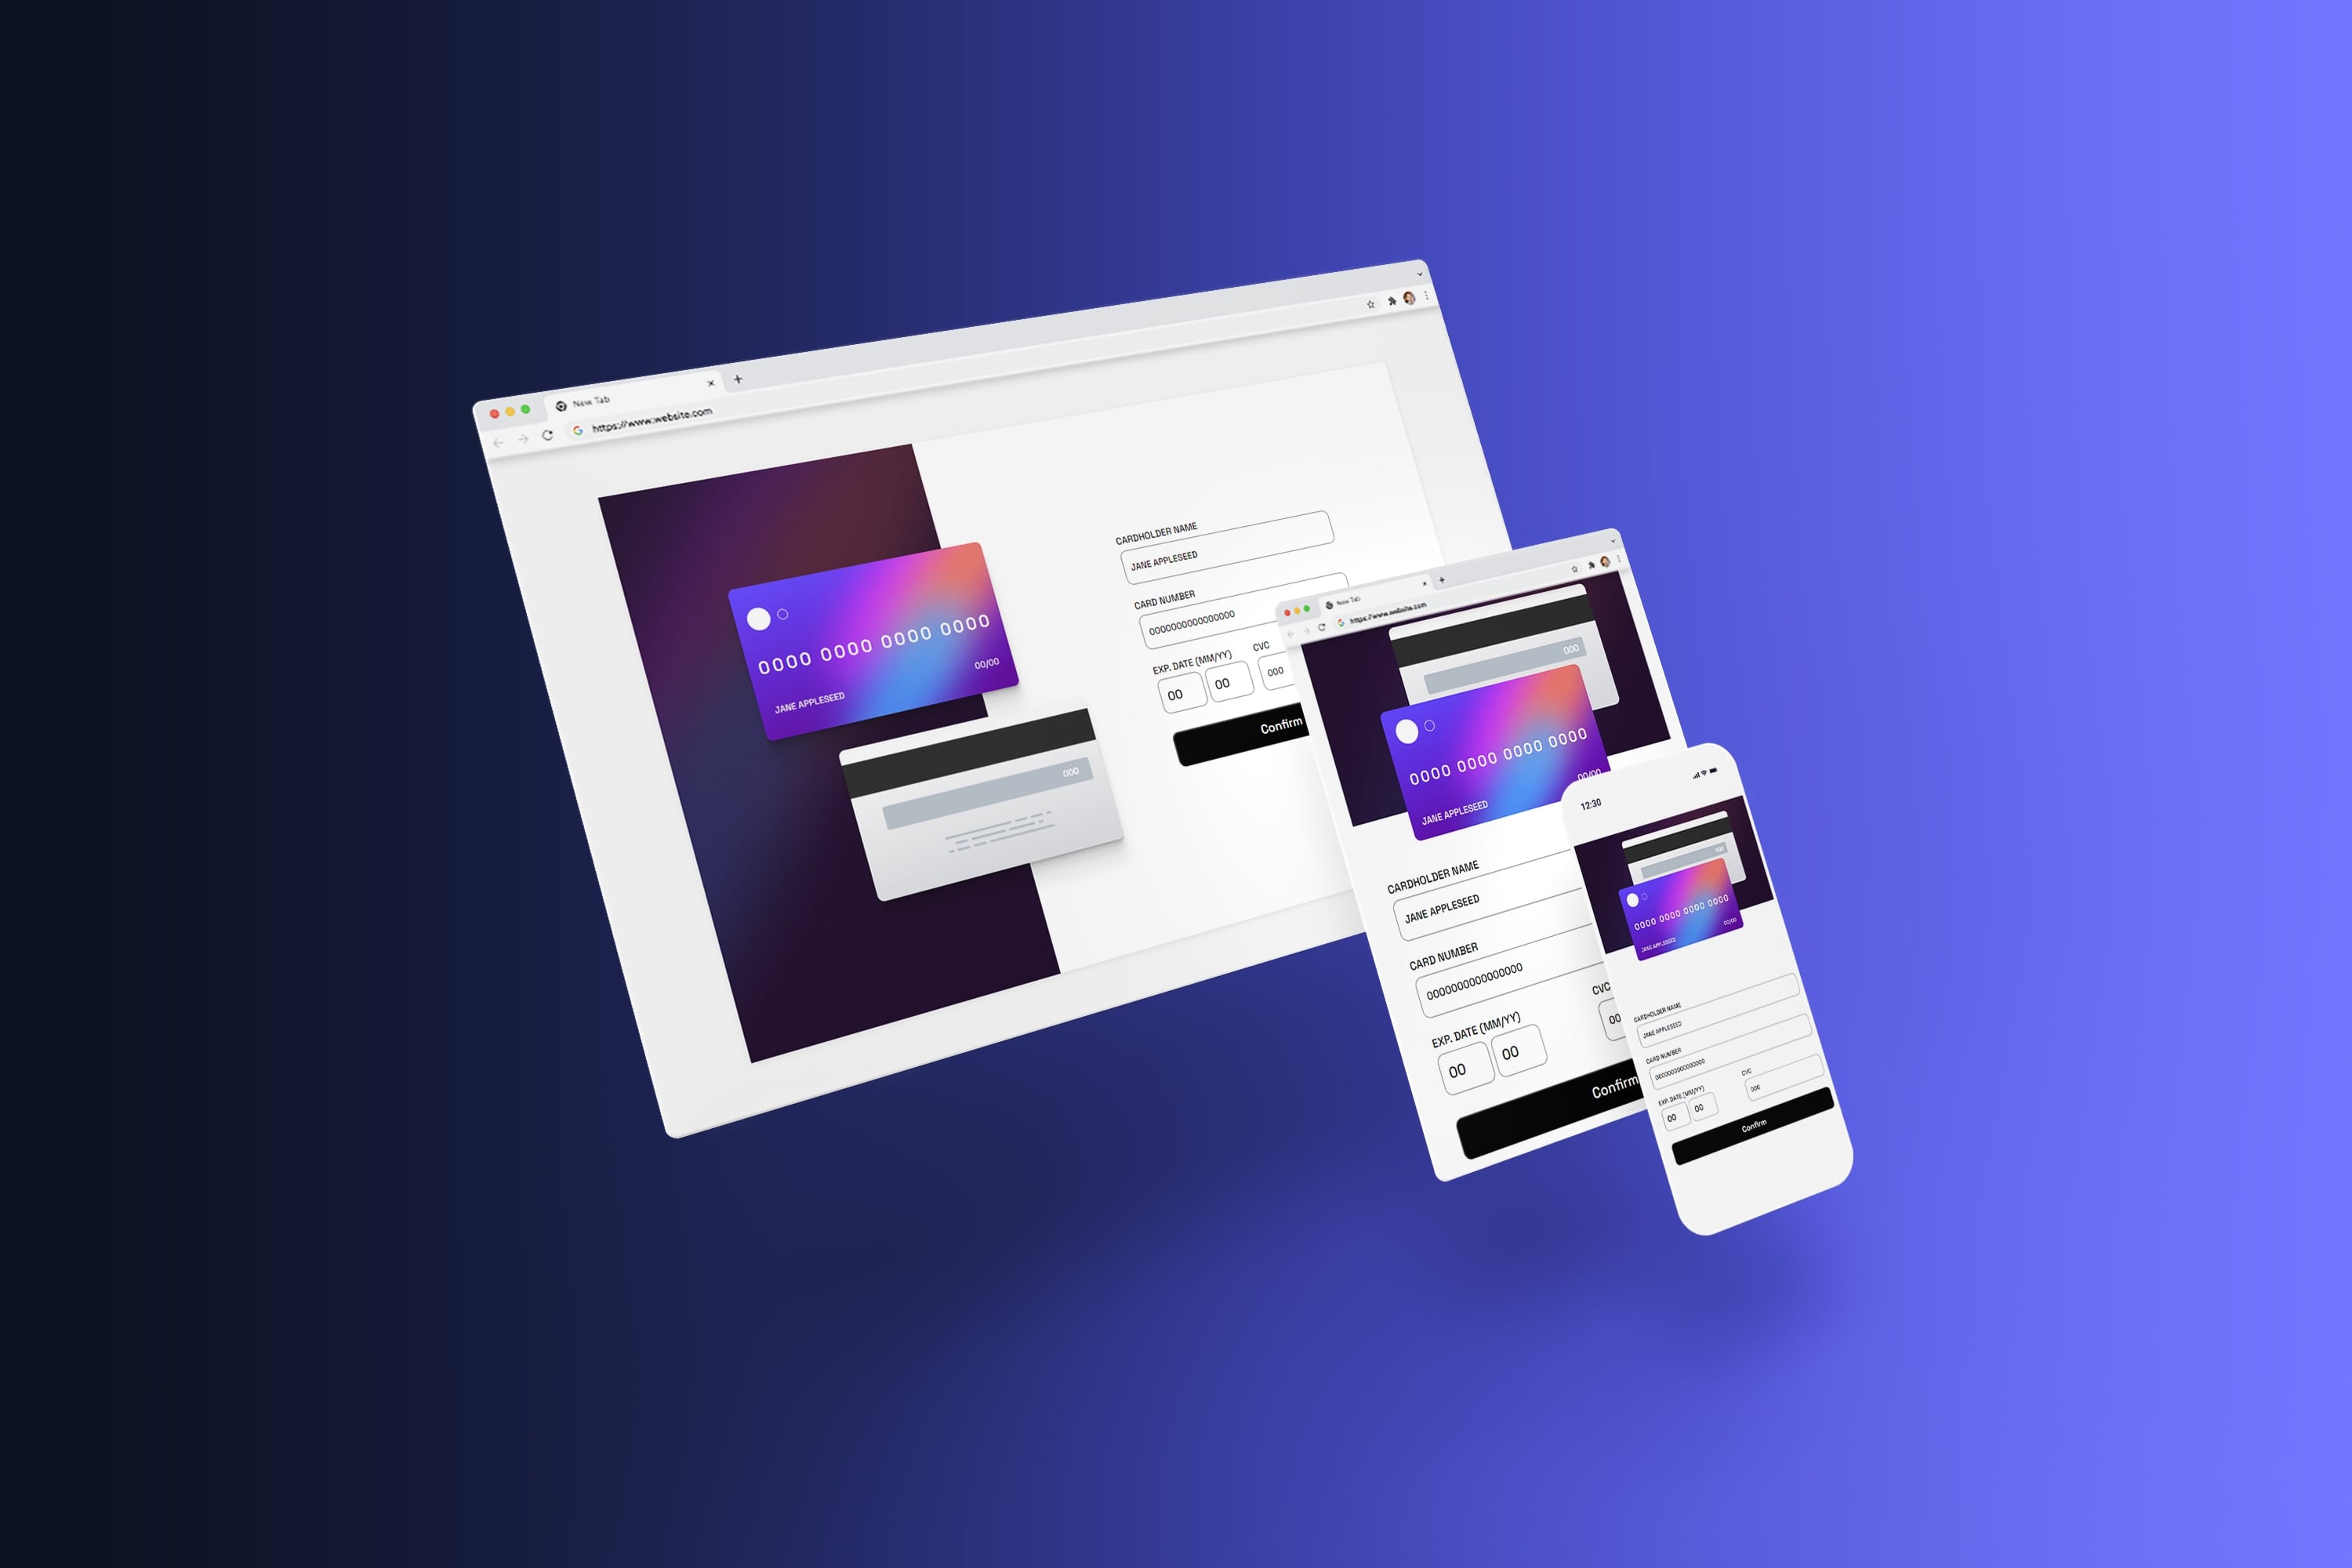 New Tab
https://www.website.com
0000 0000 0000 0000
JANE APPLESEED
00/00
000
CARDHOLDER NAME
JANE APPLESEED
CARD NUMBER
0000000000000000
EXP. DATE (MM/YY)
CVC
00
00
000
Confirm
New Tab
https://www.website.com
000
0000 0000 0000 0000
00/00
JANE APPLESEED
CARDHOLDER NAME
JANE APPLESEED
CARD NUMBER
0000000000000000
EXP. DATE (MM/YY)
CVC
00
00
00
Confirm
12:30
000
0000 0000 0000 0000
00/00
JANE APPLESEED
CARDHOLDER NAME
JANE APPLESEED
CARD NUMBER
0000000000000000
EXP. DATE (MM/YY)
CVC
00
00
000
Confirm